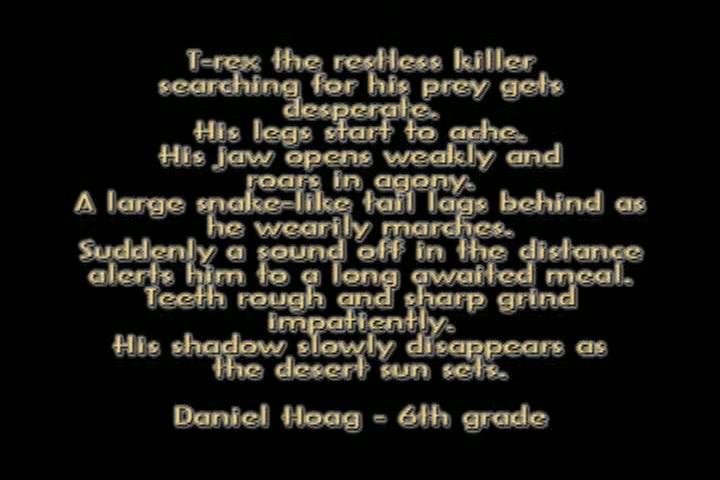 T-rex the restless killer
searching for his prey gets
desperate.
His legs start to ache.
His jaw opens weakly and
roars in agony.
A large snake-like tail lags behind as
he wearily marches.
Suddenly a sound off in the distance
alerts him to a long awaited meal.
Teeth rough and sharp grind
impatiently.
His shadow slowly disappears as
the desert sun sets.
Daniel Hoag - 6th grade